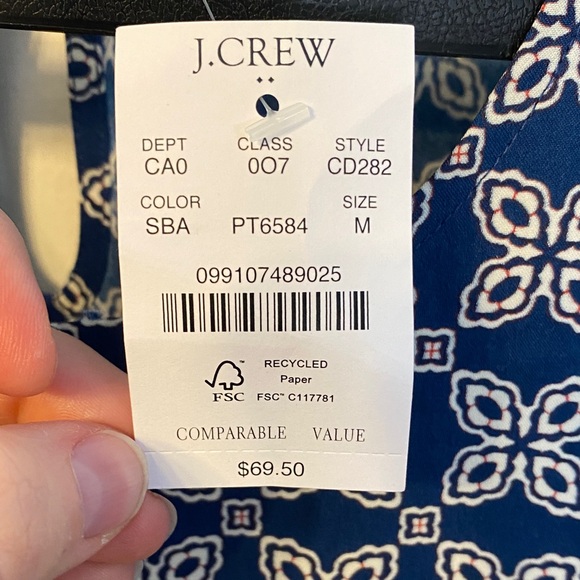 J.CREW
DEPT CLASS STYLE
CA0 0O7 CD282
COLOR SIZE
SBA PT6584 M
099107489025
RECYCLED
Paper
FSC™ C117781
FSC
COMPARABLE VALUE
$69.50